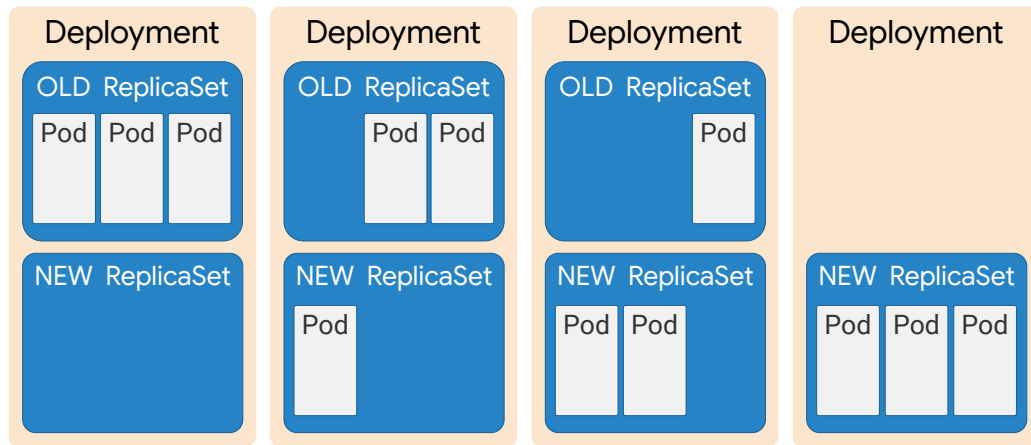 Deployment
OLD ReplicaSet
Pod Pod Pod
NEW ReplicaSet
Deployment
OLD ReplicaSet
Pod Pod
NEW ReplicaSet
Pod
Deployment
OLD ReplicaSet
Pod
NEW ReplicaSet
Pod Pod
Deployment
NEW ReplicaSet
Pod Pod Pod